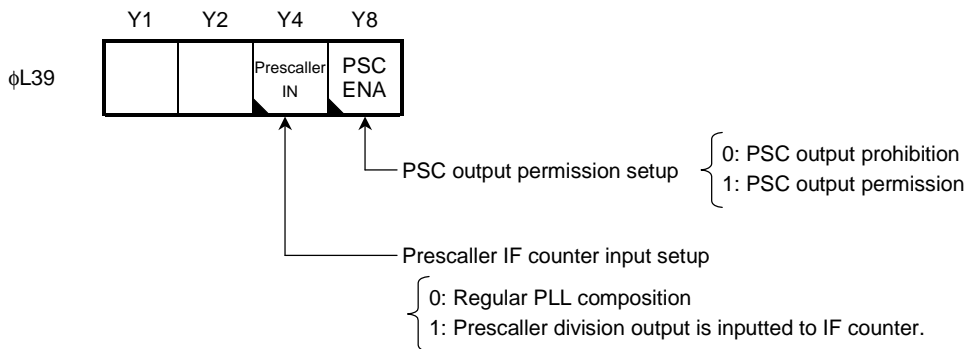 Y1 Y2 Y4 Y8
ϕL39
Prescaller
IN
PSC
ENA
PSC output permission setup
0: PSC output prohibition
1: PSC output permission
Prescaller IF counter input setup
0: Regular PLL composition
1: Prescaller division output is inputted to IF counter.